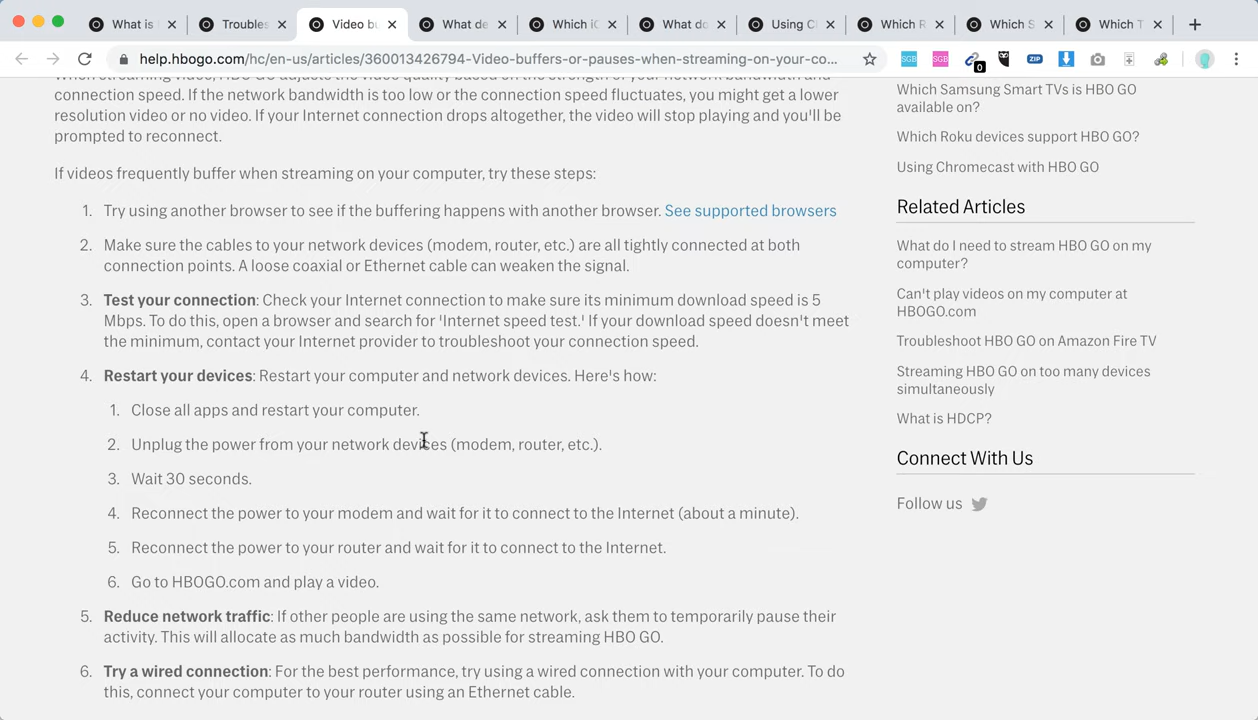 What is
Troubles
Video bu
What de
Which iO
What do
Using Ch
Which R
Which S
Which T
help.hbogo.com/hc/en-us/articles/360013426794-Video-buffers-or-pauses-when-streaming-on-your-co...
SGB
SGB
0
ZIP
When streaming video, HBO GO adjusts the video quality based on the strength of your network bandwidth and
connection speed. If the network bandwidth is too low or the connection speed fluctuates, you might get a lower
resolution video or no video. If your Internet connection drops altogether, the video will stop playing and you'll be
prompted to reconnect.
If videos frequently buffer when streaming on your computer, try these steps:
1. Try using another browser to see if the buffering happens with another browser. See supported browsers
2. Make sure the cables to your network devices (modem, router, etc.) are all tightly connected at both
connection points. A loose coaxial or Ethernet cable can weaken the signal.
3. Test your connection: Check your Internet connection to make sure its minimum download speed is 5
Mbps. To do this, open a browser and search for 'Internet speed test.' If your download speed doesn't meet
the minimum, contact your Internet provider to troubleshoot your connection speed.
4. Restart your devices: Restart your computer and network devices. Here's how:
1. Close all apps and restart your computer.
2. Unplug the power from your network devices (modem, router, etc.).
3. Wait 30 seconds.
4. Reconnect the power to your modem and wait for it to connect to the Internet (about a minute).
5. Reconnect the power to your router and wait for it to connect to the Internet.
6. Go to HBOGO.com and play a video.
5. Reduce network traffic: If other people are using the same network, ask them to temporarily pause their
activity. This will allocate as much bandwidth as possible for streaming HBO GO.
6. Try a wired connection: For the best performance, try using a wired connection with your computer. To do
this, connect your computer to your router using an Ethernet cable.
Which Samsung Smart TVs is HBO GO
available on?
Which Roku devices support HBO GO?
Using Chromecast with HBO GO
Related Articles
What do I need to stream HBO GO on my
computer?
Can't play videos on my computer at
HBOGO.com
Troubleshoot HBO GO on Amazon Fire TV
Streaming HBO GO on too many devices
simultaneously
What is HDCP?
Connect With Us
Follow us